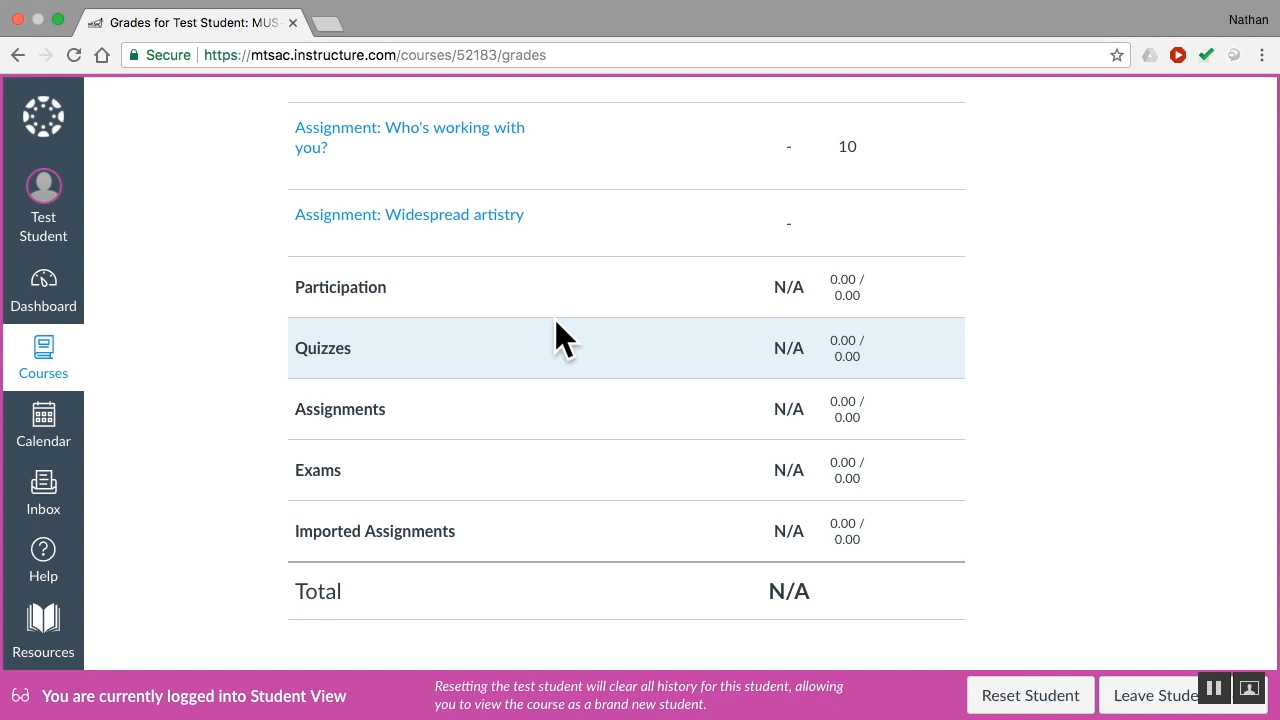 Grades for Test Student: MUS-
Nathan
Secure https://mtsac.instructure.com/courses/52183/grades
Assignment: Who's working with
you?
- 10
Assignment: Widespread artistry
-
Participation N/A 0.00 /
0.00
Quizzes N/A 0.00 /
0.00
Assignments N/A 0.00 /
0.00
Exams N/A 0.00 /
0.00
Imported Assignments N/A 0.00 /
0.00
Total N/A
Test
Student
Dashboard
Courses
Calendar
Inbox
Help
Resources
You are currently logged into Student View
Resetting the test student will clear all history for this student, allowing
you to view the course as a brand new student.
Reset Student
Leave Stude